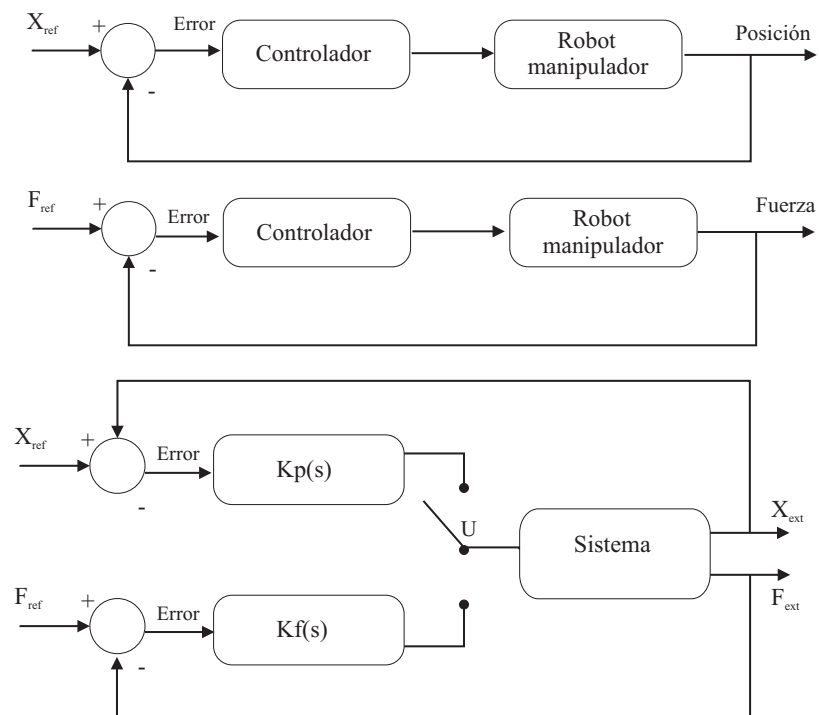 X_ref
+
Error
Controlador
Robot
manipulador
Posición
-
F_ref
+
Error
Controlador
Robot
manipulador
Fuerza
-
X_ref
+
Error
Kp(s)
-
U
Sistema
X_ext
F_ext
F_ref
+
Error
Kf(s)
-